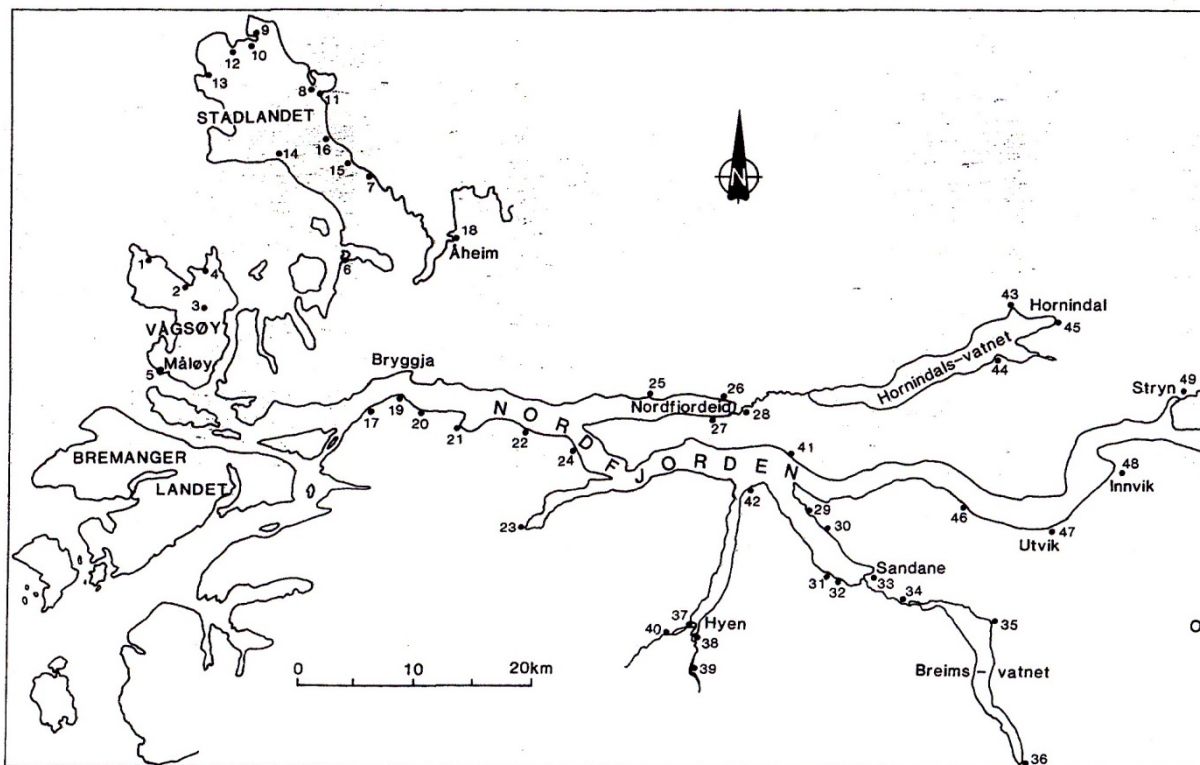 9
10
12
13
8
11
STADLANDET
16
14
15
7
N
18
Åheim
6
1
4
2
3
VÅGSØY
Måløy
5
Bryggja
43
Hornindal
45
Hornindals-vatnet
44
Stryn
49
25
26
Nordfjordeid
28
27
17
19
20
21
22
24
NORDFJORDEN
41
BREMANGER
LANDET
48
Innvik
42
29
30
46
47
Utvik
23
Sandane
31
32
33
34
35
37
Hyen
40
38
39
0 10 20km
Breims-vatnet
36
O